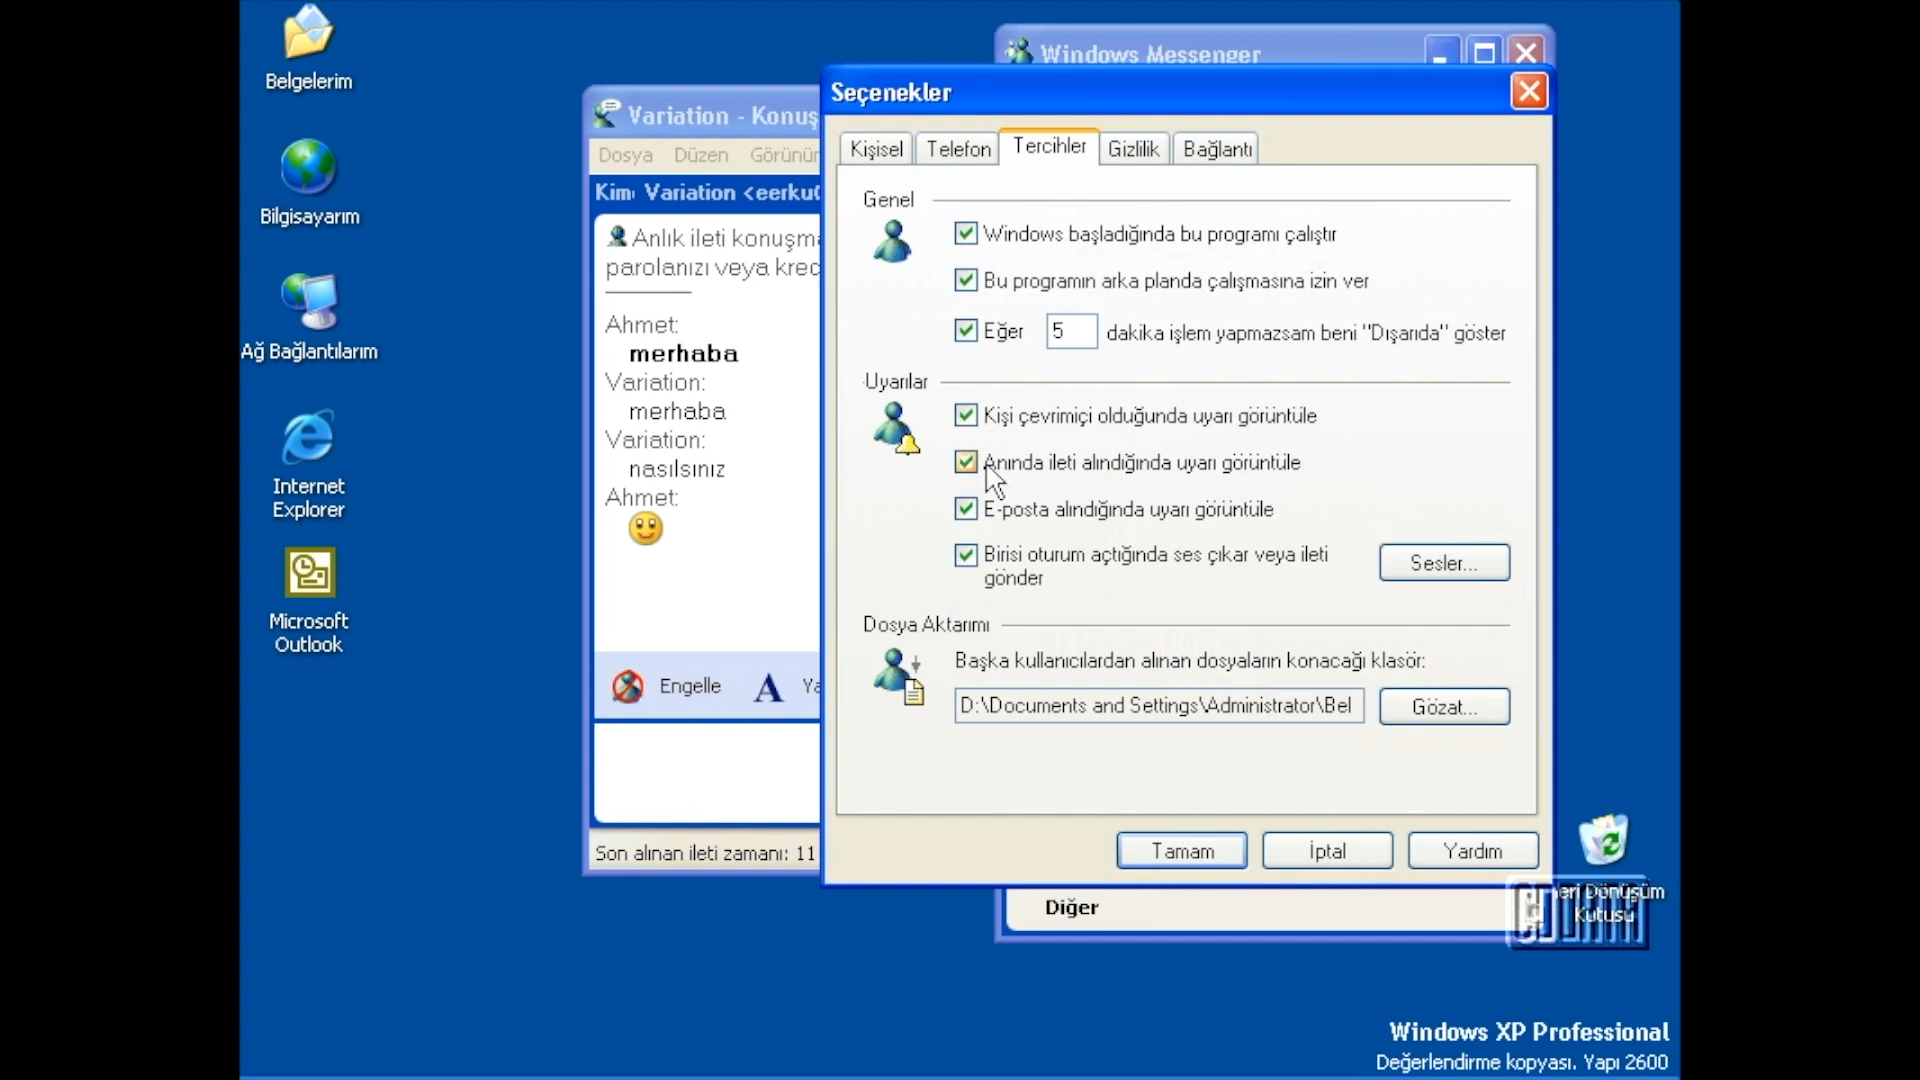 Belgelerim
Bilgisayarım
Ağ Bağlantılarım
Internet
Explorer
Microsoft
Outlook
Windows Messenger
Variation - Konuş
Dosya Düzen Görünür
Variation <eerku
Anlık ileti konuşma
parolanızı veya kred
Ahmet:
merhaba
Variation:
merhaba
Variation:
nasılsınız
Ahmet:
Engelle
Son alınan ileti zamanı: 11
Seçenekler
Kişisel Telefon Tercihler Gizlilik Bağlantı
Genel
Windows başladığında bu programı çalıştır
Bu programın arka planda çalışmasına izin ver
Eğer 5 dakika işlem yapmazsam beni "Dışarıda" göster
Uyarılar
Kişi çevrimiçi olduğunda uyarı görüntüle
Anında ileti alındığında uyarı görüntüle
E-posta alındığında uyarı görüntüle
Birisi oturum açtığında ses çıkar veya ileti
gönder
Sesler...
Dosya Aktarımı
Başka kullanıcılardan alınan dosyaların konacağı klasör:
D:\Documents and Settings\Administrator\Bel
Gözat...
Tamam İptal Yardım
Diğer
Dönüşüm
Kutusu
Windows XP Professional
Değerlendirme kopyası. Yapı 2600